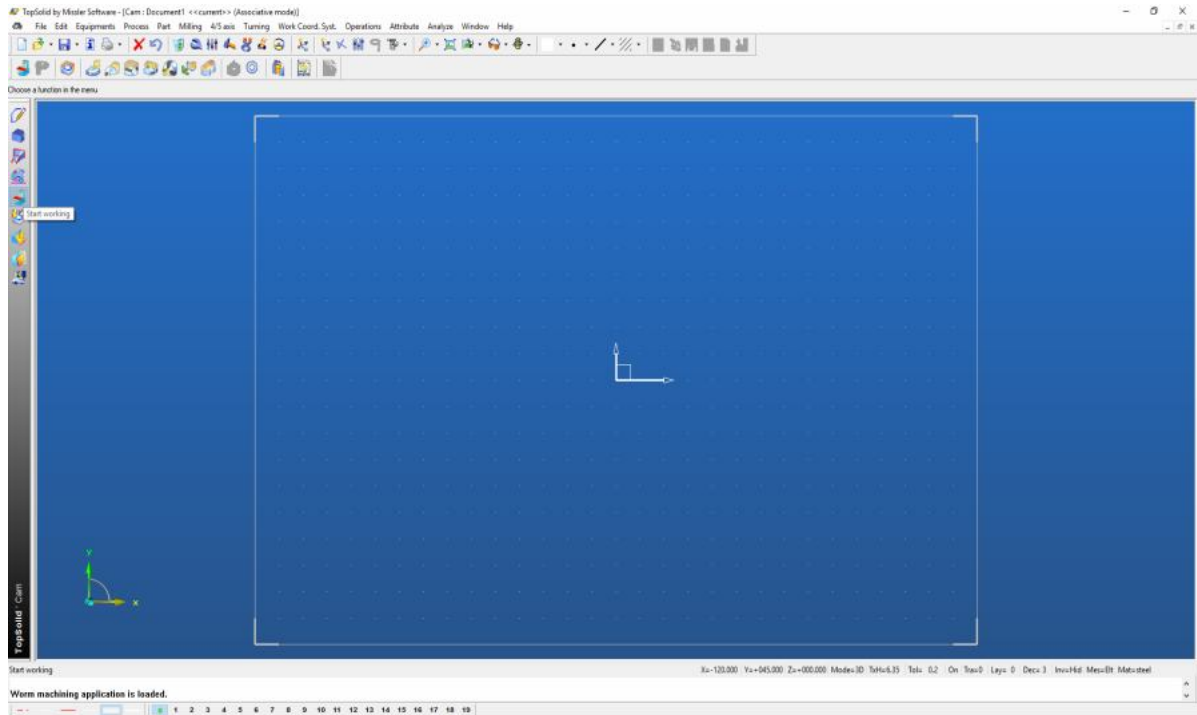 TopSolid by Missler Software - [Cam : Document1 <<current>> (Associative mode)]
File Edit Equipments Process Part Milling 4/5 axis Turning Work Coord. Syst. Operations Attribute Analyze Window Help
Choose a function in the menu
Start working
Y
X
TopSolid'Cam
Start working
X=-120.000 Y=+045.000 Z=+000.000 Mode=3D TxH=6.35 Tol= 0.2 On Tra=0 Lay= 0 Dec= 3 Inv=Hid Mes=Elt Mat=steel
Worm machining application is loaded.
0 1 2 3 4 5 6 7 8 9 10 11 12 13 14 15 16 17 18 19